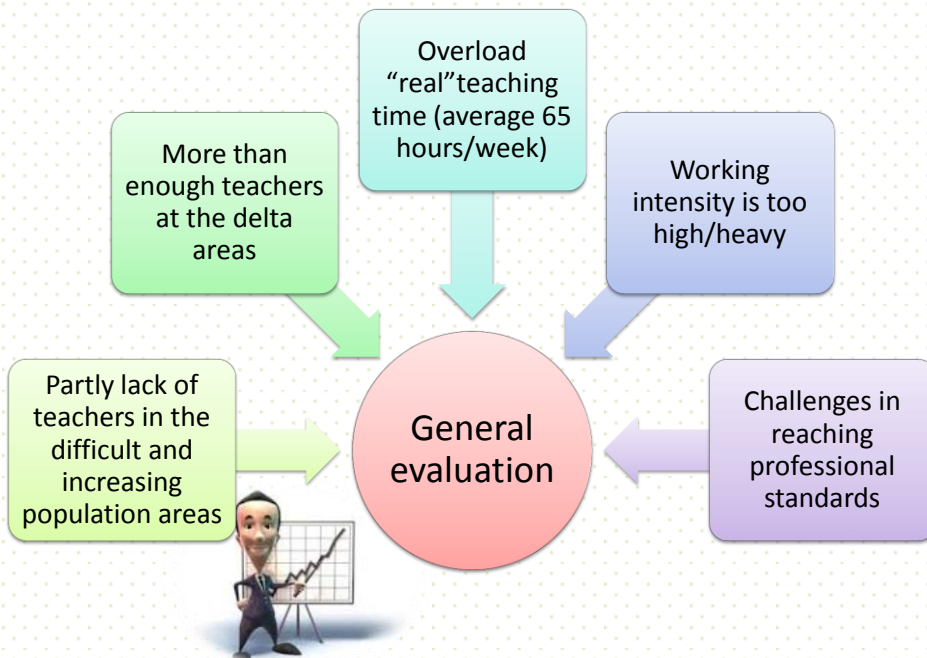 Partly lack of
teachers in the
difficult and
increasing
population areas
More than
enough teachers
at the delta
areas
Overload
“real”teaching
time (average 65
hours/week)
Working
intensity is too
high/heavy
Challenges in
reaching
professional
standards
General
evaluation